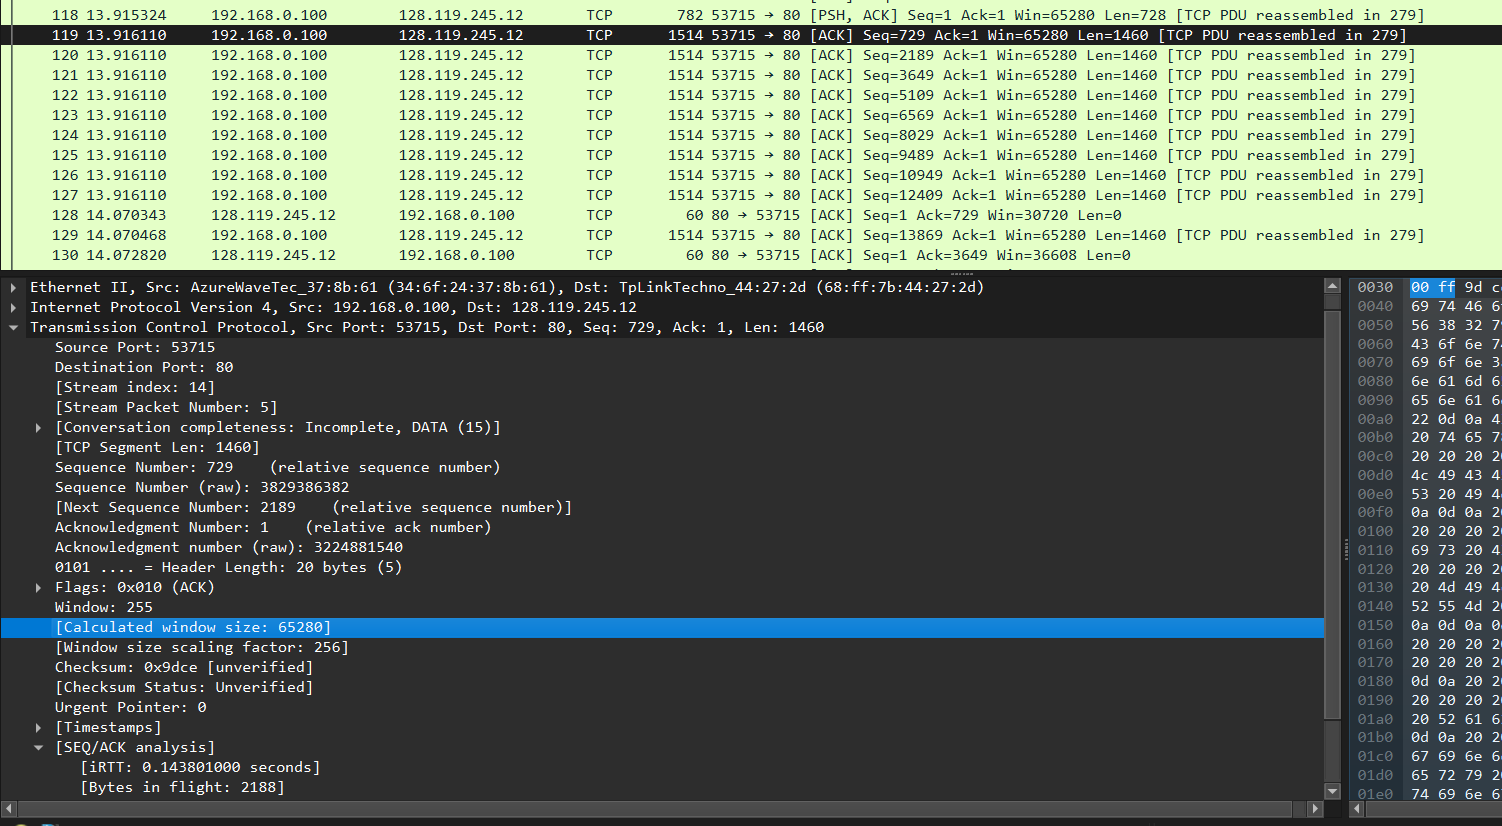 118 13.915324 192.168.0.100 128.119.245.12 TCP 782 53715 → 80 [PSH, ACK] Seq=1 Ack=1 Win=65280 Len=728 [TCP PDU reassembled in 279]
119 13.916110 192.168.0.100 128.119.245.12 TCP 1514 53715 → 80 [ACK] Seq=729 Ack=1 Win=65280 Len=1460 [TCP PDU reassembled in 279]
120 13.916110 192.168.0.100 128.119.245.12 TCP 1514 53715 → 80 [ACK] Seq=2189 Ack=1 Win=65280 Len=1460 [TCP PDU reassembled in 279]
121 13.916110 192.168.0.100 128.119.245.12 TCP 1514 53715 → 80 [ACK] Seq=3649 Ack=1 Win=65280 Len=1460 [TCP PDU reassembled in 279]
122 13.916110 192.168.0.100 128.119.245.12 TCP 1514 53715 → 80 [ACK] Seq=5109 Ack=1 Win=65280 Len=1460 [TCP PDU reassembled in 279]
123 13.916110 192.168.0.100 128.119.245.12 TCP 1514 53715 → 80 [ACK] Seq=6569 Ack=1 Win=65280 Len=1460 [TCP PDU reassembled in 279]
124 13.916110 192.168.0.100 128.119.245.12 TCP 1514 53715 → 80 [ACK] Seq=8029 Ack=1 Win=65280 Len=1460 [TCP PDU reassembled in 279]
125 13.916110 192.168.0.100 128.119.245.12 TCP 1514 53715 → 80 [ACK] Seq=9489 Ack=1 Win=65280 Len=1460 [TCP PDU reassembled in 279]
126 13.916110 192.168.0.100 128.119.245.12 TCP 1514 53715 → 80 [ACK] Seq=10949 Ack=1 Win=65280 Len=1460 [TCP PDU reassembled in 279]
127 13.916110 192.168.0.100 128.119.245.12 TCP 1514 53715 → 80 [ACK] Seq=12409 Ack=1 Win=65280 Len=1460 [TCP PDU reassembled in 279]
128 14.070343 128.119.245.12 192.168.0.100 TCP 60 80 → 53715 [ACK] Seq=1 Ack=729 Win=30720 Len=0
129 14.070468 192.168.0.100 128.119.245.12 TCP 1514 53715 → 80 [ACK] Seq=13869 Ack=1 Win=65280 Len=1460 [TCP PDU reassembled in 279]
130 14.072820 128.119.245.12 192.168.0.100 TCP 60 80 → 53715 [ACK] Seq=1 Ack=3649 Win=36608 Len=0
Ethernet II, Src: AzureWaveTec_37:8b:61 (34:6f:24:37:8b:61), Dst: TpLinkTechno_44:27:2d (68:ff:7b:44:27:2d)
Internet Protocol Version 4, Src: 192.168.0.100, Dst: 128.119.245.12
Transmission Control Protocol, Src Port: 53715, Dst Port: 80, Seq: 729, Ack: 1, Len: 1460
Source Port: 53715
Destination Port: 80
[Stream index: 14]
[Stream Packet Number: 5]
[Conversation completeness: Incomplete, DATA (15)]
[TCP Segment Len: 1460]
Sequence Number: 729 (relative sequence number)
Sequence Number (raw): 3829386382
[Next Sequence Number: 2189 (relative sequence number)]
Acknowledgment Number: 1 (relative ack number)
Acknowledgment number (raw): 3224881540
0101 .... = Header Length: 20 bytes (5)
Flags: 0x010 (ACK)
Window: 255
[Calculated window size: 65280]
[Window size scaling factor: 256]
Checksum: 0x9dce [unverified]
[Checksum Status: Unverified]
Urgent Pointer: 0
[Timestamps]
[SEQ/ACK analysis]
[iRTT: 0.143801000 seconds]
[Bytes in flight: 2188]
0030 00 ff 9d
0040 69 74 46
0050 56 38 32
0060 43 6f 6e
0070 69 6f 6e
0080 6e 61 6d
0090 65 6e 61
00a0 22 0d 0a
00b0 20 74 65
00c0 20 20 20
00d0 4c 49 43
00e0 53 20 49
00f0 0a 0d 0a
0100 20 20 20
0110 69 73 20
0120 20 20 20
0130 20 4d 49
0140 52 55 4d
0150 0a 0d 0a
0160 20 20 20
0170 20 20 20
0180 0d 0a 20
0190 20 20 20
01a0 20 52 61
01b0 0d 0a 20
01c0 67 69 6e
01d0 65 72 79
01e0 74 69 6e